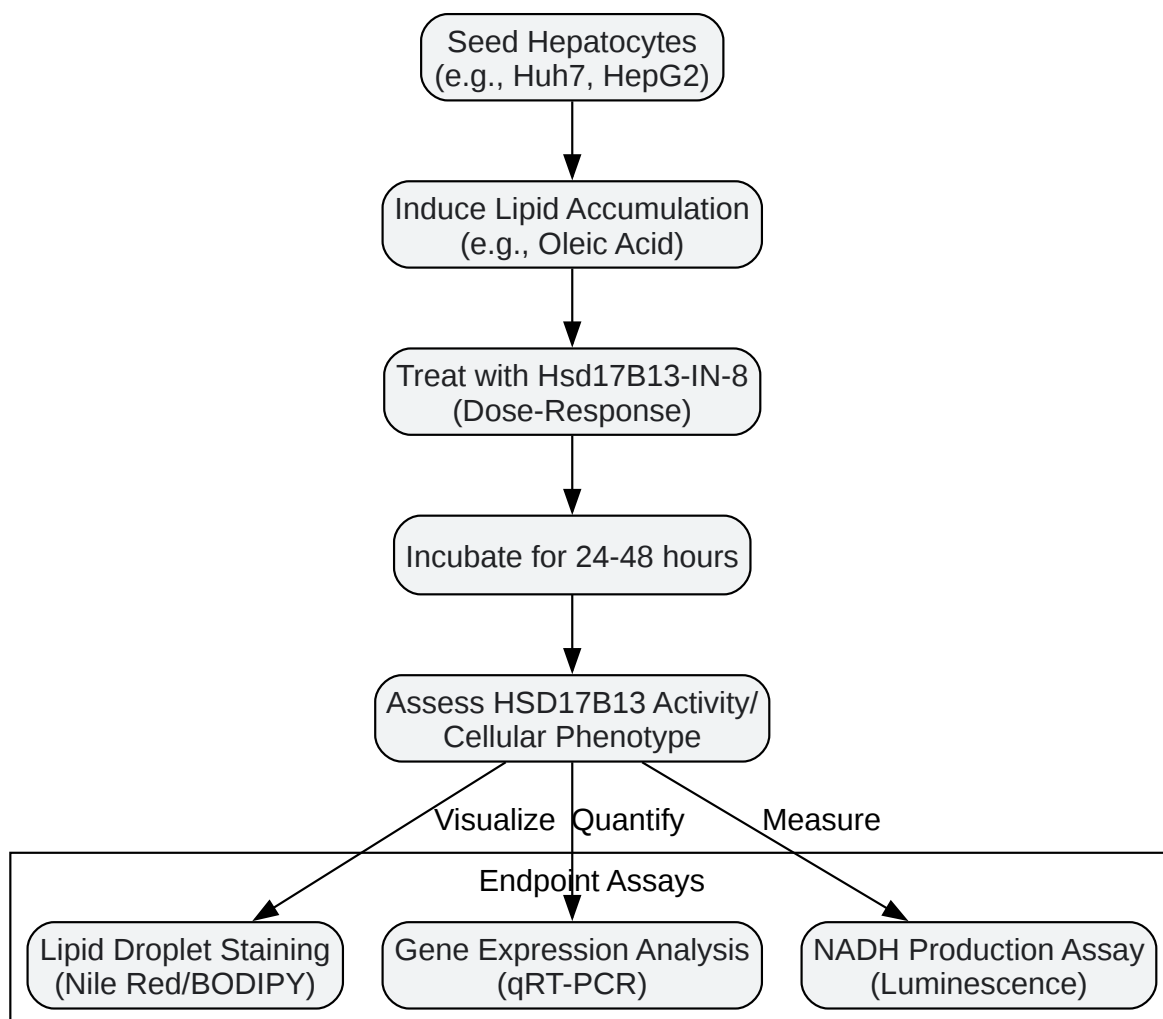 Seed Hepatocytes
(e.g., Huh7, HepG2)
Induce Lipid Accumulation
(e.g., Oleic Acid)
Treat with Hsd17B13-IN-8
(Dose-Response)
Incubate for 24-48 hours
Assess HSD17B13 Activity/
Cellular Phenotype
Visualize
Quantify
Measure
Endpoint Assays
Lipid Droplet Staining
(Nile Red/BODIPY)
Gene Expression Analysis
(qRT-PCR)
NADH Production Assay
(Luminescence)